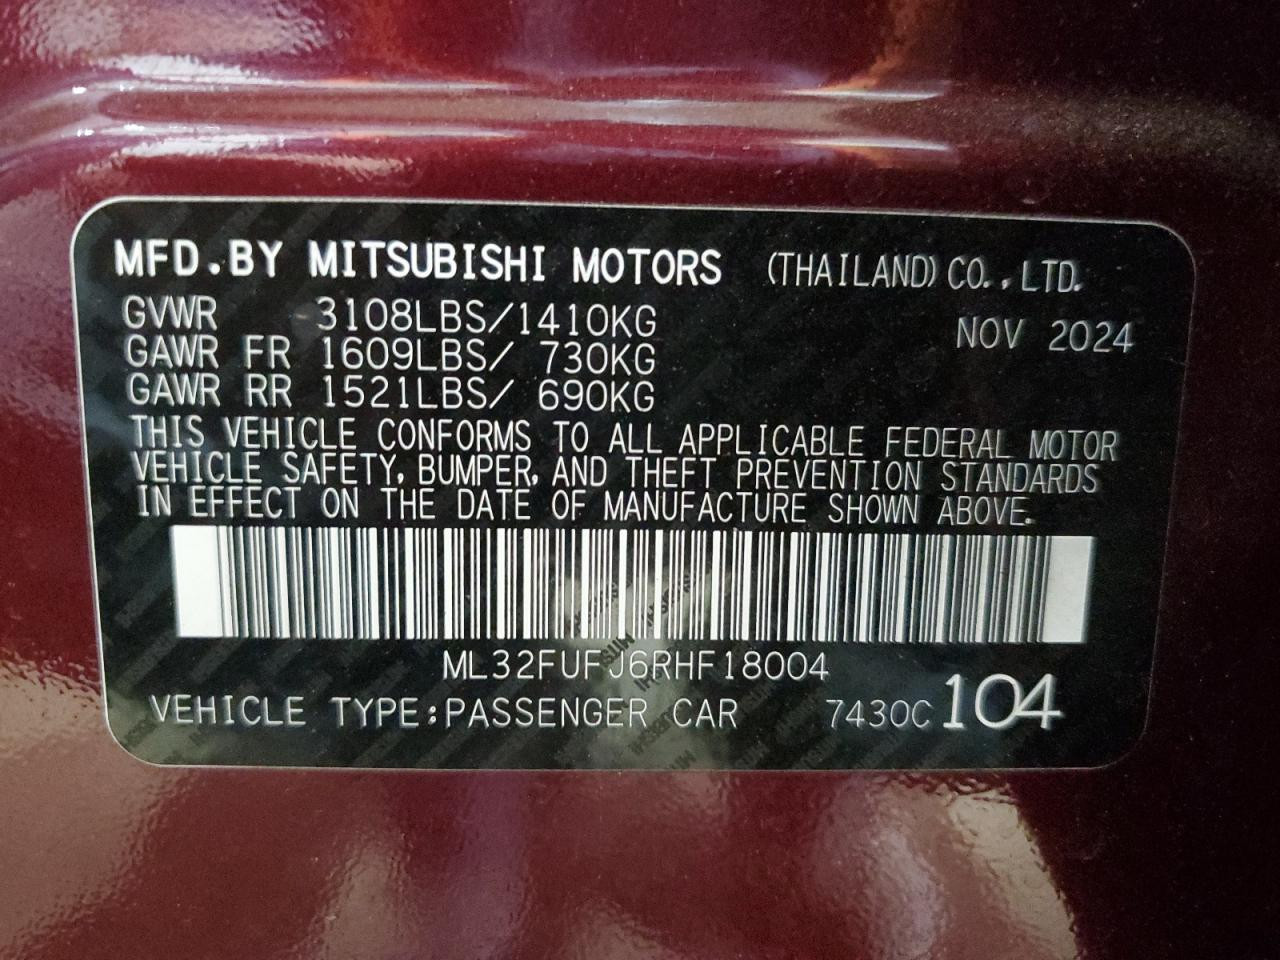 MFD.BY MITSUBISHI MOTORS (THAILAND) CO.,LTD.
GVWR 3108LBS/1410KG NOV 2024
GAWR FR 1609LBS/ 730KG
GAWR RR 1521LBS/ 690KG
THIS VEHICLE CONFORMS TO ALL APPLICABLE FEDERAL MOTOR
VEHICLE SAFETY, BUMPER, AND THEFT PREVENTION STANDARDS
IN EFFECT ON THE DATE OF MANUFACTURE SHOWN ABOVE.
ML32FUFJ6RHF18004
VEHICLE TYPE:PASSENGER CAR 7430C 104